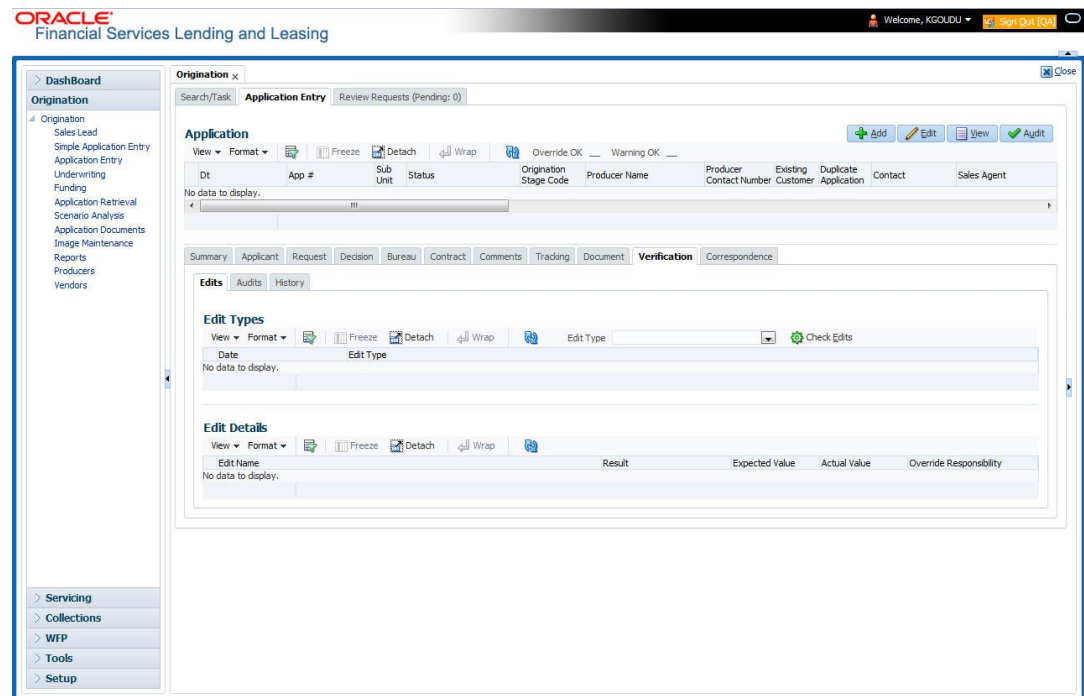 ORACLE
Financial Services Lending and Leasing
Welcome, KGOUDU
Sign Out [QA]
Close
DashBoard
Origination
Origination
Sales Lead
Simple Application Entry
Application Entry
Underwriting
Funding
Application Retrieval
Scenario Analysis
Application Documents
Image Maintenance
Reports
Producers
Vendors
Servicing
Collections
WFP
Tools
Setup
Origination x
Search/Task Application Entry Review Requests (Pending: 0)
Application
Add Edit View Audit
View Format Freeze Detach Wrap Override OK __ Warning OK __
Dt App # Sub Unit Status Origination Stage Code Producer Name Producer Contact Number Existing Customer Duplicate Application Contact Sales Agent
No data to display.
Summary Applicant Request Decision Bureau Contract Comments Tracking Document Verification Correspondence
Edits Audits History
Edit Types
View Format Freeze Detach Wrap Edit Type Check Edits
Date Edit Type
No data to display.
Edit Details
View Format Freeze Detach Wrap
Edit Name Result Expected Value Actual Value Override Responsibility
No data to display.